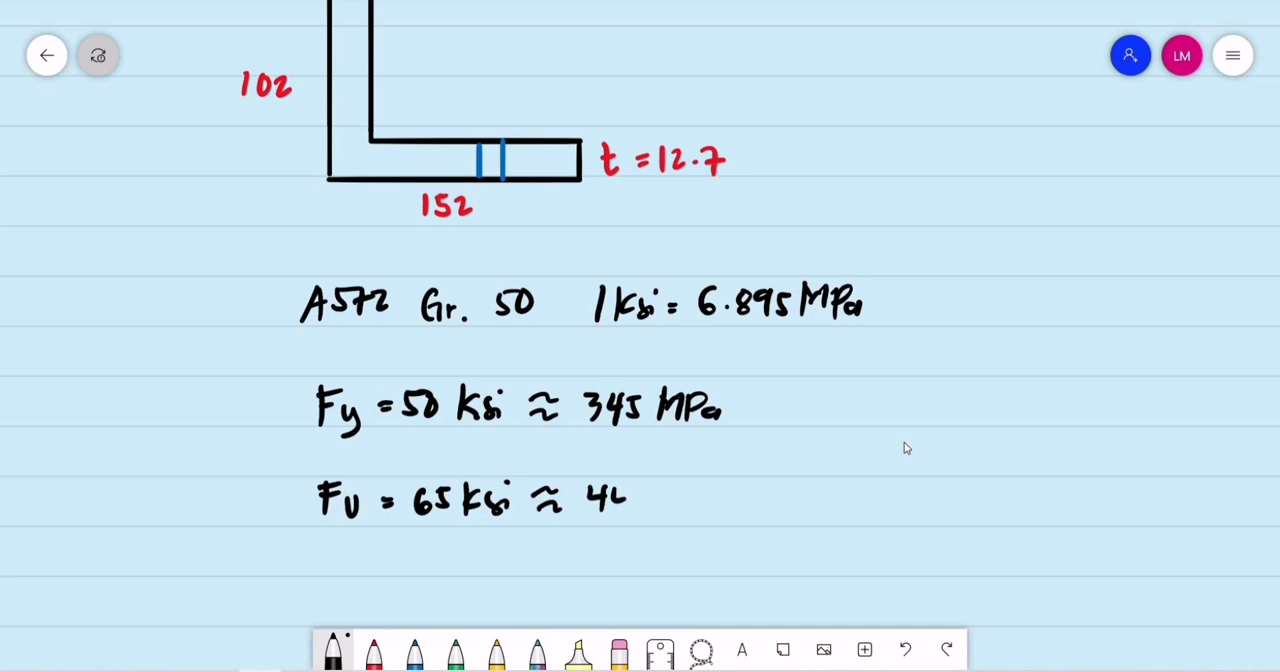 LM
102
t = 12.7
152
A572 Gr. 50 1 Ksi = 6.895 MPa
Fy = 50 Ksi ≈ 345 MPa
FU = 65 Ksi ≈ 44
A